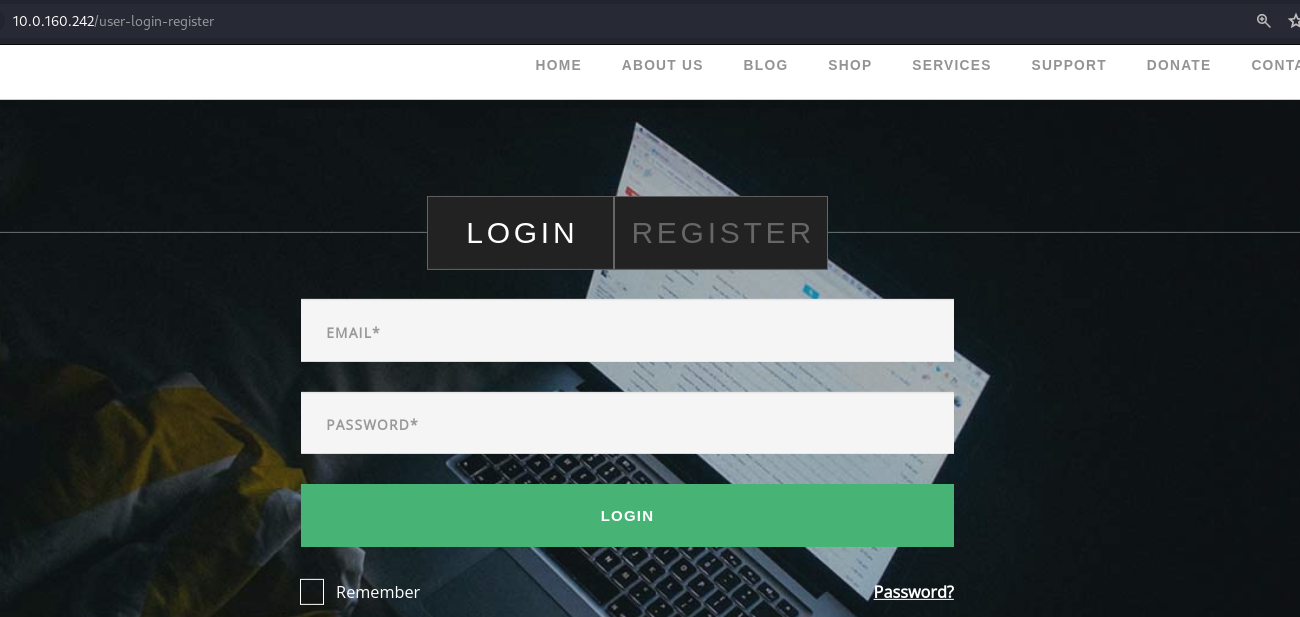 10.0.160.242/user-login-register
HOME ABOUT US BLOG SHOP SERVICES SUPPORT DONATE CONTA
LOGIN REGISTER
EMAIL*
PASSWORD*
LOGIN
Remember Password?